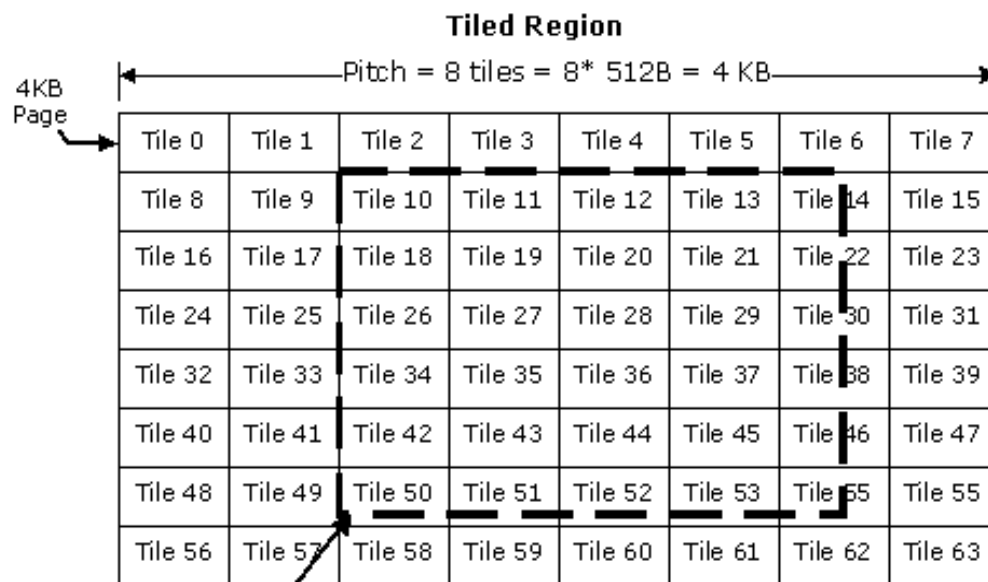 Tiled Region
Pitch = 8 tiles = 8* 512B = 4 KB
4KB
Page
Tile 0 Tile 1 Tile 2 Tile 3 Tile 4 Tile 5 Tile 6 Tile 7
Tile 8 Tile 9 Tile 10 Tile 11 Tile 12 Tile 13 Tile 14 Tile 15
Tile 16 Tile 17 Tile 18 Tile 19 Tile 20 Tile 21 Tile 22 Tile 23
Tile 24 Tile 25 Tile 26 Tile 27 Tile 28 Tile 29 Tile 30 Tile 31
Tile 32 Tile 33 Tile 34 Tile 35 Tile 36 Tile 37 Tile 38 Tile 39
Tile 40 Tile 41 Tile 42 Tile 43 Tile 44 Tile 45 Tile 46 Tile 47
Tile 48 Tile 49 Tile 50 Tile 51 Tile 52 Tile 53 Tile 55 Tile 55
Tile 56 Tile 57 Tile 58 Tile 59 Tile 60 Tile 61 Tile 62 Tile 63